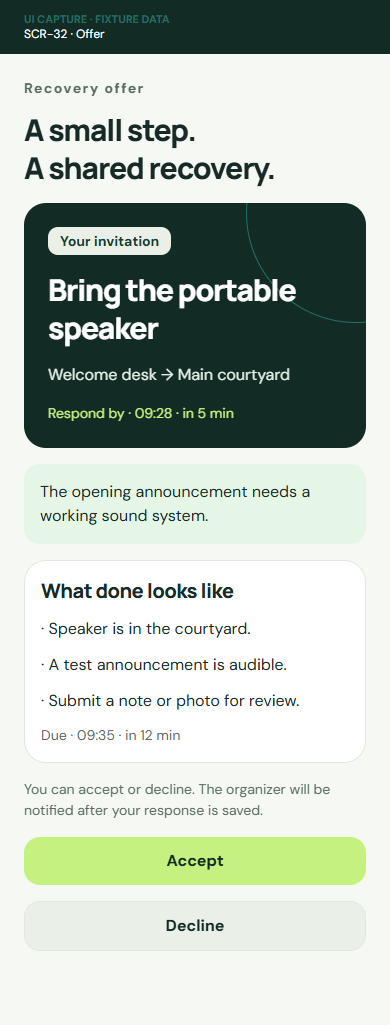 UI CAPTURE · FIXTURE DATA
SCR-32 · Offer
Recovery offer
A small step.
A shared recovery.
Your invitation
Bring the portable
speaker
Welcome desk → Main courtyard
Respond by · 09:28 · in 5 min
The opening announcement needs a
working sound system.
What done looks like
· Speaker is in the courtyard.
· A test announcement is audible.
· Submit a note or photo for review.
Due · 09:35 · in 12 min
You can accept or decline. The organizer will be
notified after your response is saved.
Accept
Decline